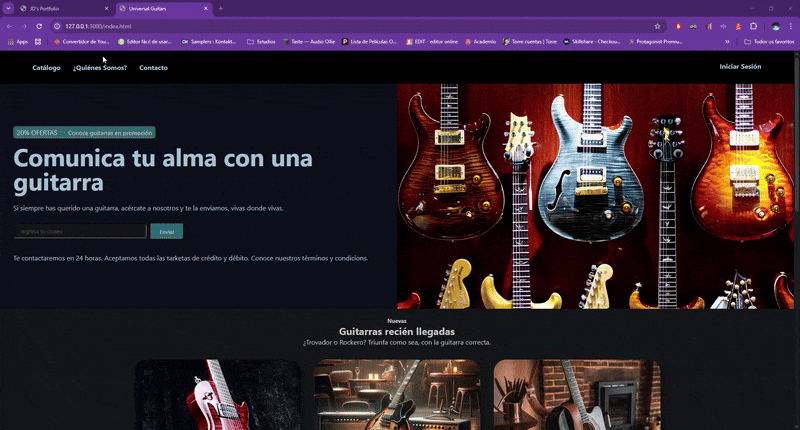 JD's Portfolio
Universal Guitars
127.0.0.1:3000/index.html
Apps
Convertidor de You...
Editor fácil de usar...
Samplers : Kontakt...
Estudios
Taste — Audio Ollie
Lista de Películas O...
EDIT - editor online
Academio
Torre cuentas | Torre
Skillshare - Checkou...
Protagonist Premiu...
Todos os favoritos
Catálogo
¿Quiénes Somos?
Contacto
Iniciar Sesión
20% OFERTAS · Conoce guitarras en promoción
Comunica tu alma con una
guitarra
Si siempre has querido una guitarra, acércate a nosotros y te la enviamos, vivas donde vivas.
Ingresa tu correo
Enviar
Te contactaremos en 24 horas. Aceptamos todas las tarketas de crédito y débito. Conoce nuestros términos y condicions.
Nuevas
Guitarras recién llegadas
¿Trovador o Rockero? Triunfa como sea, con la guitarra correcta.